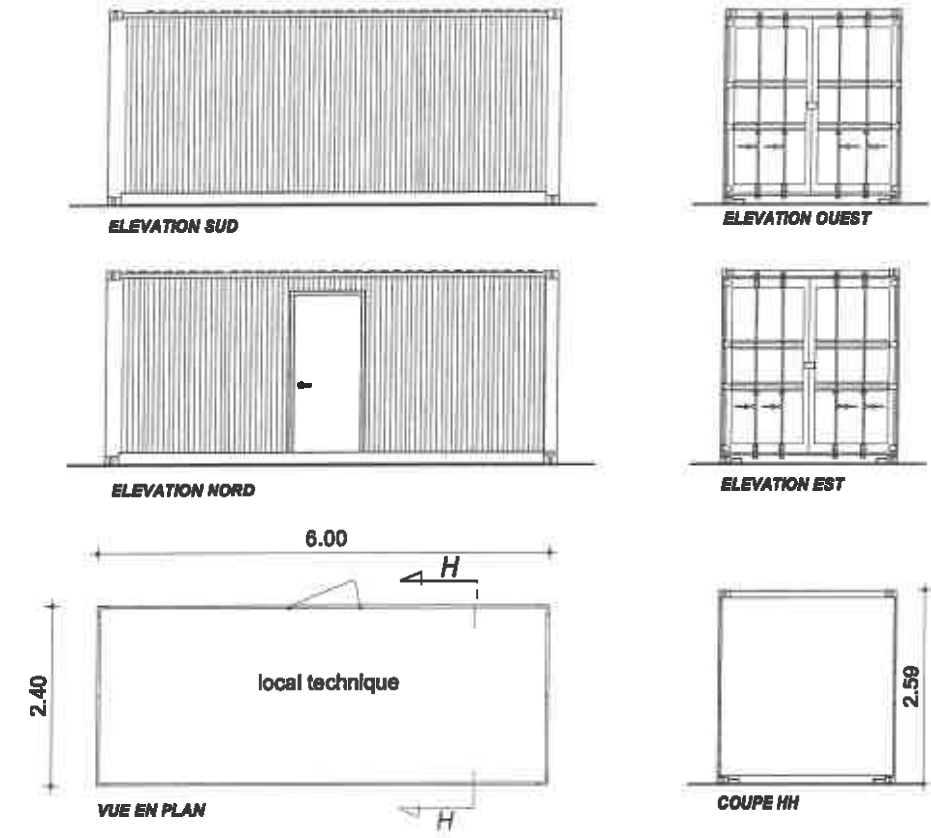 ELEVATION SUD
ELEVATION OUEST
ELEVATION NORD
ELEVATION EST
6.00
H
2.40
local technique
2.59
VUE EN PLAN
H
COUPE HH